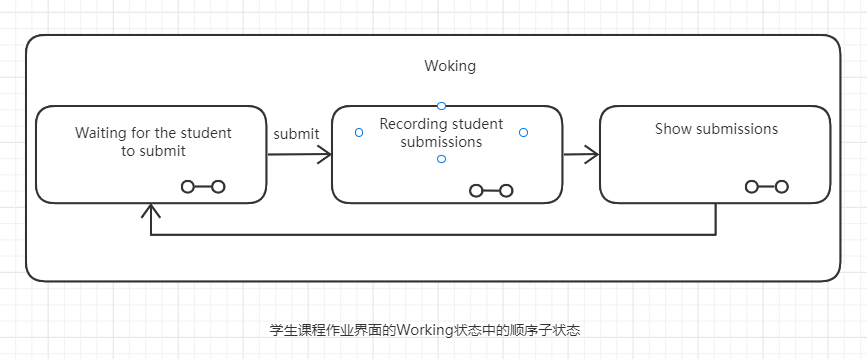 Woking
Waiting for the student
to submit
submit
Recording student
submissions
Show submissions
学生课程作业界面的Working状态中的顺序子状态